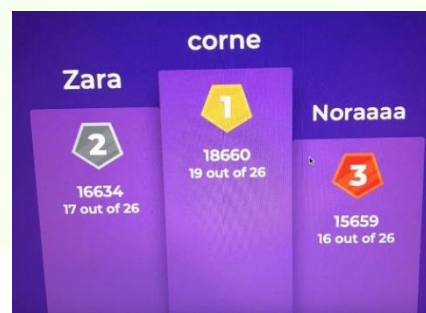 corne
1
18660
19 out of 26
Zara
2
16634
17 out of 26
Noraaaa
3
15659
16 out of 26